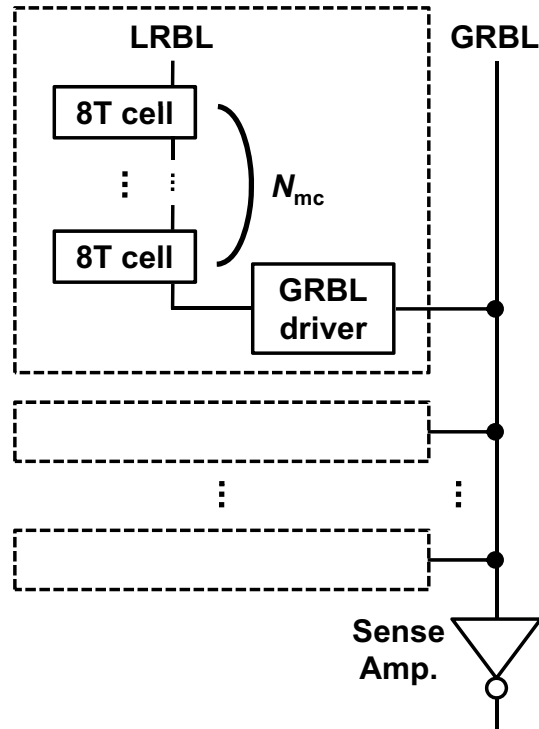 LRBL
GRBL
8T cell
⋮
⋮
N_mc
8T cell
GRBL
driver
⋮
⋮
Sense
Amp.